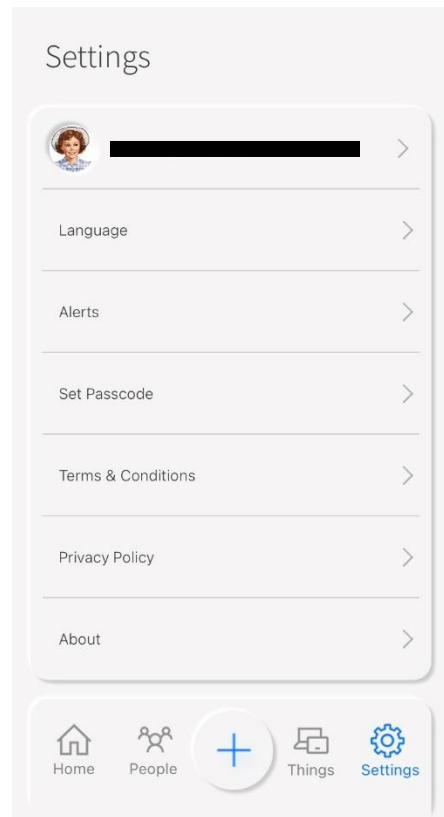 Settings
Language
Alerts
Set Passcode
Terms & Conditions
Privacy Policy
About
Home People Things Settings